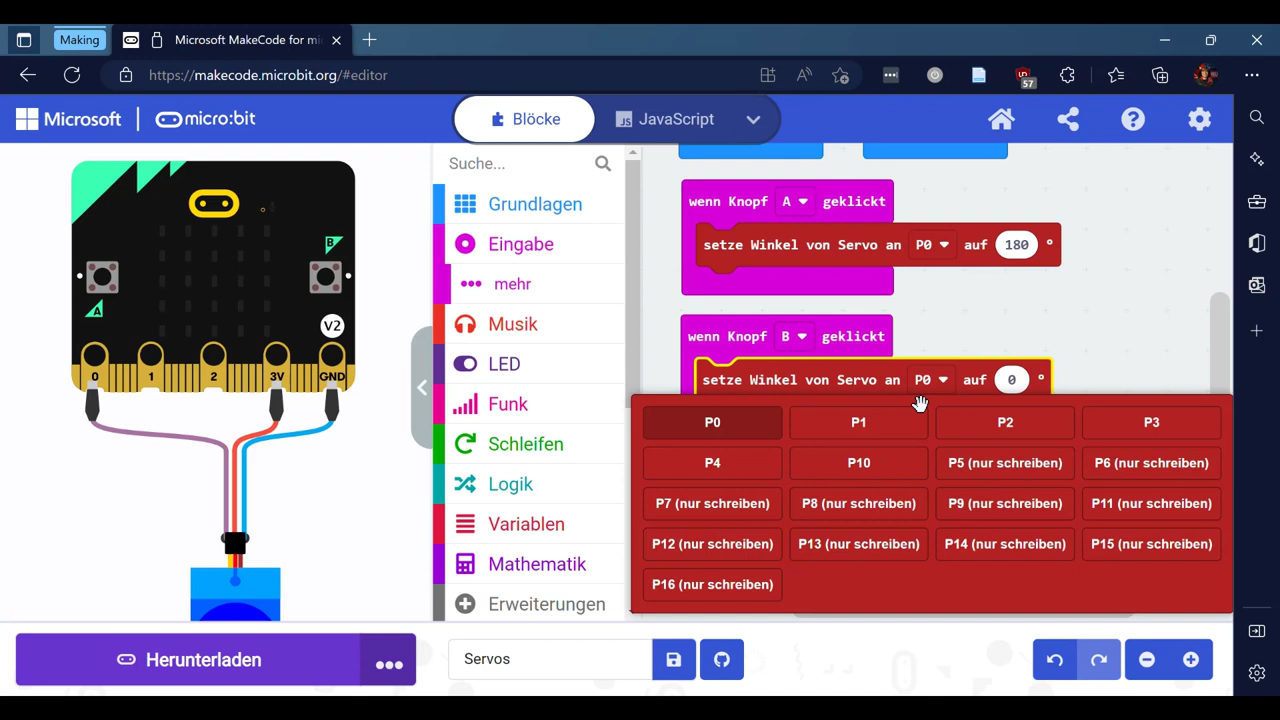 Making
Microsoft MakeCode for mi
https://makecode.microbit.org/#editor
57
Microsoft
micro:bit
Blöcke
JavaScript
Suche...
Grundlagen
Eingabe
mehr
Musik
LED
Funk
Schleifen
Logik
Variablen
Mathematik
Erweiterungen
B
A
V2
0 1 2 3V GND
wenn Knopf A geklickt
setze Winkel von Servo an P0 auf 180 °
wenn Knopf B geklickt
setze Winkel von Servo an P0 auf 0 °
P0 P1 P2 P3
P4 P10 P5 (nur schreiben) P6 (nur schreiben)
P7 (nur schreiben) P8 (nur schreiben) P9 (nur schreiben) P11 (nur schreiben)
P12 (nur schreiben) P13 (nur schreiben) P14 (nur schreiben) P15 (nur schreiben)
P16 (nur schreiben)
Herunterladen
Servos